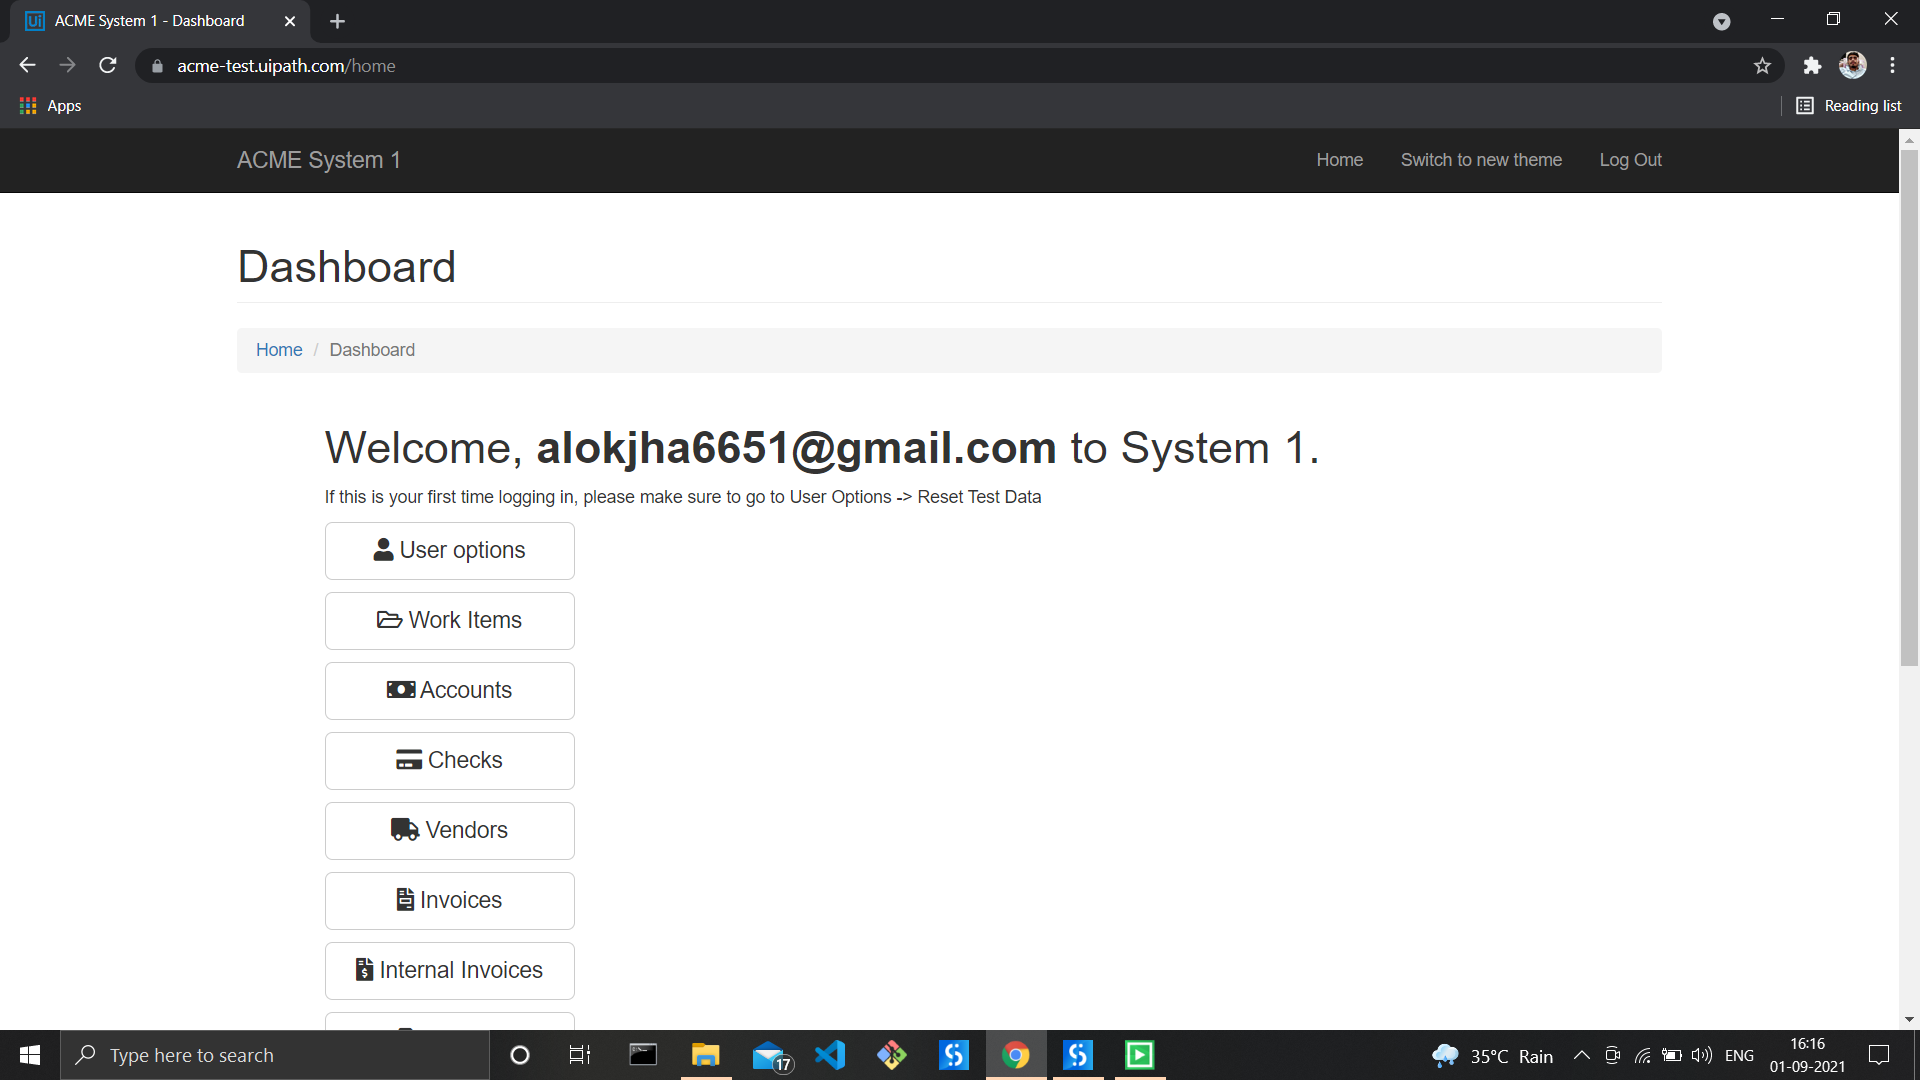 Ui ACME System 1 - Dashboard
acme-test.uipath.com/home
Apps
Reading list
ACME System 1
Home Switch to new theme Log Out
Dashboard
Home / Dashboard
Welcome, alokjha6651@gmail.com to System 1.
If this is your first time logging in, please make sure to go to User Options -> Reset Test Data
User options
Work Items
Accounts
Checks
Vendors
Invoices
Internal Invoices
Type here to search
17
35°C Rain
ENG
16:16
01-09-2021